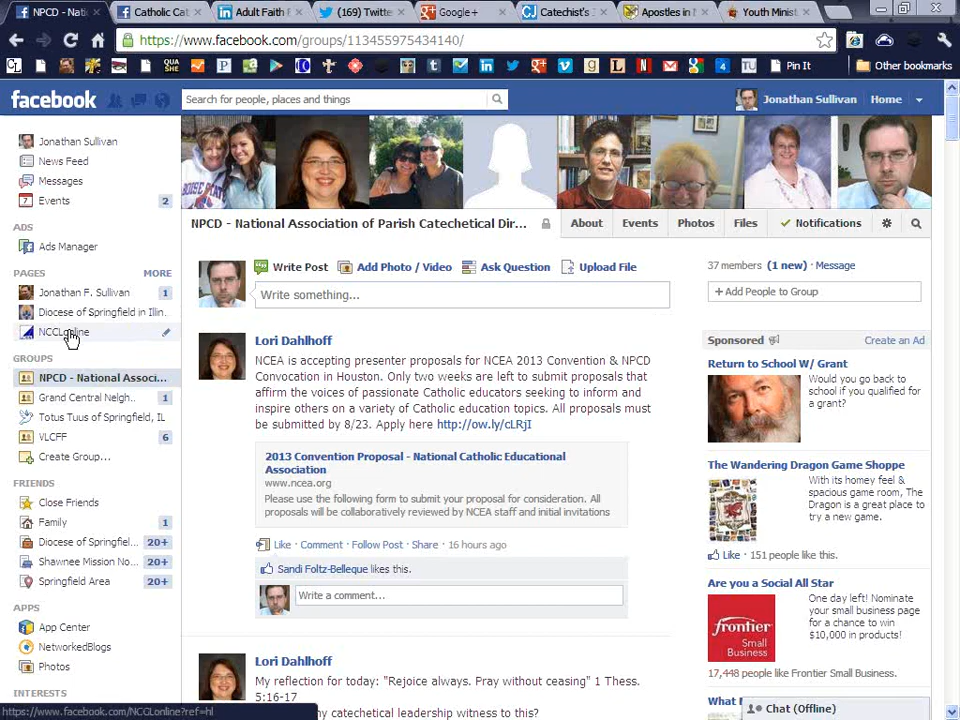 NPCD - Nation
Catholic Cat
Adult Faith F
(169) Twitte
Google+
Catechist's
Apostles in M
Youth Minist
https://www.facebook.com/groups/113455975434140/
CL
QUA SHE
Pin It
Other bookmarks
facebook
Search for people, places and things
Jonathan Sullivan
Home
Jonathan Sullivan
News Feed
Messages
Events
2
ADS
Ads Manager
PAGES
MORE
Jonathan F. Sullivan
1
Diocese of Springfield in Illin..
NCCLonline
GROUPS
NPCD - National Associ...
Grand Central Neigh..
1
Totus Tuus of Springfield, IL
VLCFF
6
Create Group...
FRIENDS
Close Friends
Family
1
Diocese of Springfiel...
20+
Shawnee Mission No...
20+
Springfield Area
20+
APPS
App Center
NetworkedBlogs
Photos
INTERESTS
https://www.facebook.com/NCCLonline?ref=hl
NPCD - National Association of Parish Catechetical Dir...
About
Events
Photos
Files
Notifications
Write Post
Add Photo / Video
Ask Question
Upload File
Write something...
Lori Dahlhoff
NCEA is accepting presenter proposals for NCEA 2013 Convention & NPCD
Convocation in Houston. Only two weeks are left to submit proposals that
affirm the voices of passionate Catholic educators seeking to inform and
inspire others on a variety of Catholic education topics. All proposals must
be submitted by 8/23. Apply here http://ow.ly/cLRjI
2013 Convention Proposal - National Catholic Educational
Association
www.ncea.org
Please use the following form to submit your proposal for consideration. All
proposals will be collaboratively reviewed by NCEA staff and initial invitations
Like · Comment · Follow Post · Share · 16 hours ago
Sandi Foltz-Belleque likes this.
Write a comment...
Lori Dahlhoff
My reflection for today: "Rejoice always. Pray without ceasing" 1 Thess.
5:16-17
my catechetical leadership witness to this?
37 members (1 new) · Message
+ Add People to Group
Sponsored
Create an Ad
Return to School W/ Grant
Would you go back to
school if you qualified for
a grant?
The Wandering Dragon Game Shoppe
With its homey feel &
spacious game room, The
Dragon is a great place to
try a new game.
Like · 151 people like this.
Are you a Social All Star
One day left! Nominate
your small business page
for a chance to win
$10,000 in products!
frontier
Small
Business
17,448 people like Frontier Small Business.
What
Chat (Offline)